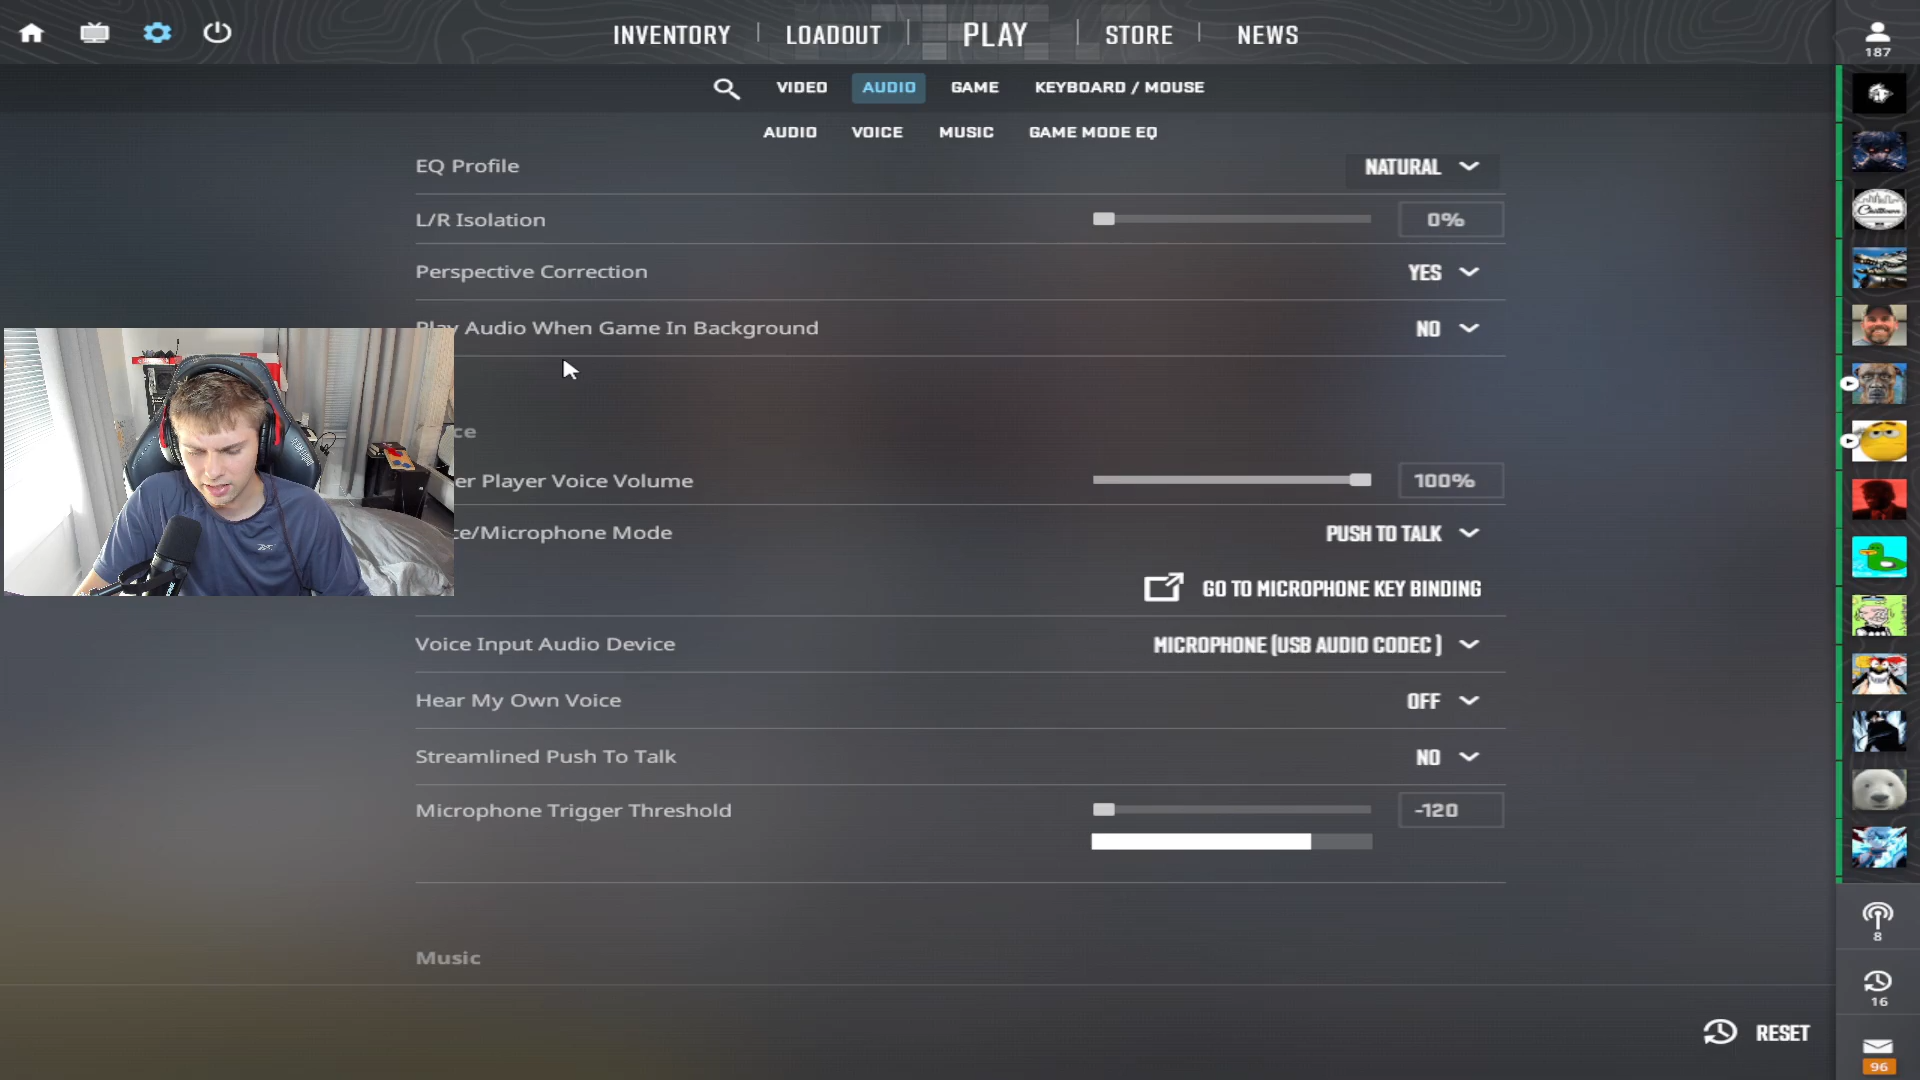 INVENTORY
LOADOUT
PLAY
STORE
NEWS
187
VIDEO
AUDIO
GAME
KEYBOARD / MOUSE
AUDIO
VOICE
MUSIC
GAME MODE EQ
EQ Profile
NATURAL
L/R Isolation
0%
Perspective Correction
YES
Play Audio When Game In Background
NO
ce
er Player Voice Volume
100%
ce/Microphone Mode
PUSH TO TALK
GO TO MICROPHONE KEY BINDING
Voice Input Audio Device
MICROPHONE (USB AUDIO CODEC )
Hear My Own Voice
OFF
Streamlined Push To Talk
NO
Microphone Trigger Threshold
-120
Music
8
16
RESET
96